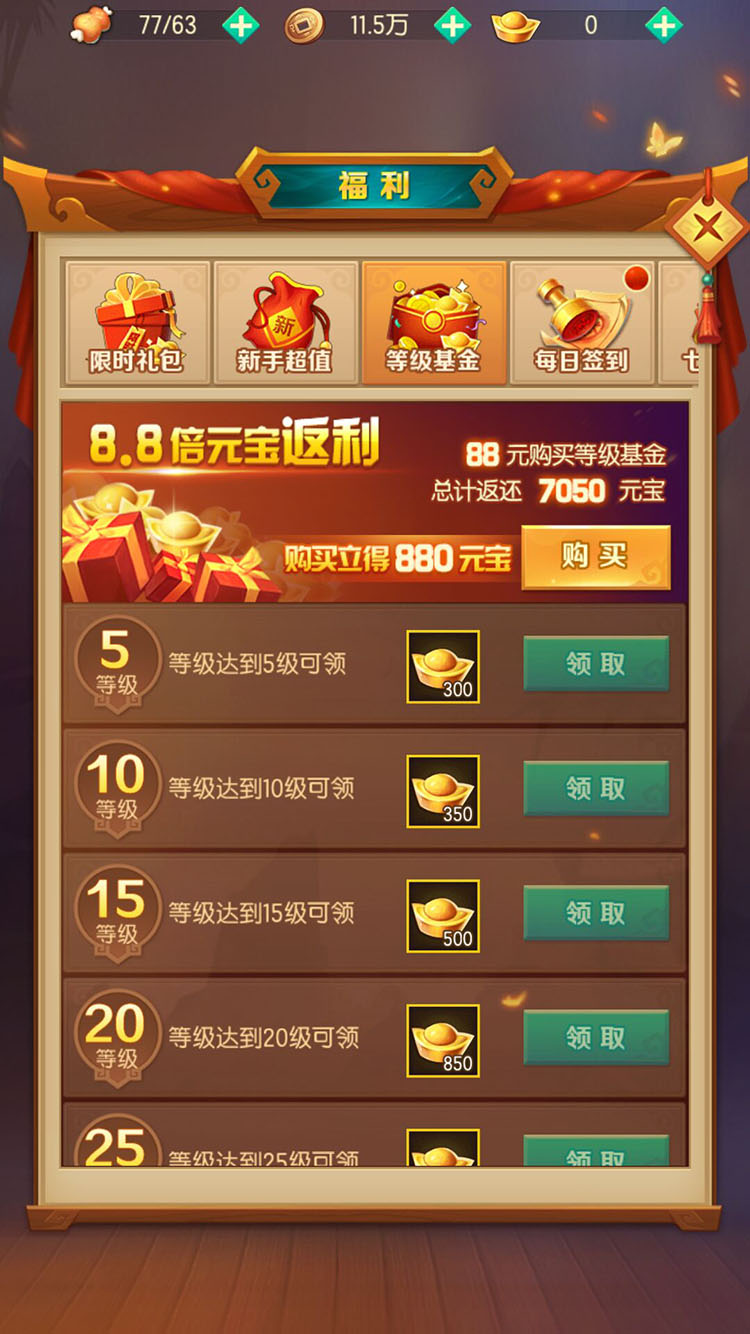 77/63
11.5万
0
福利
限时礼包
新
新手超值
等级基金
每日签到
8.8倍元宝返利
88元购买等级基金
总计返还 7050 元宝
购买立得880元宝
购买
5
等级
等级达到5级可领
300
领取
10
等级
等级达到10级可领
350
领取
15
等级
等级达到15级可领
500
领取
20
等级
等级达到20级可领
850
领取
25
等级达到25级可领
领取